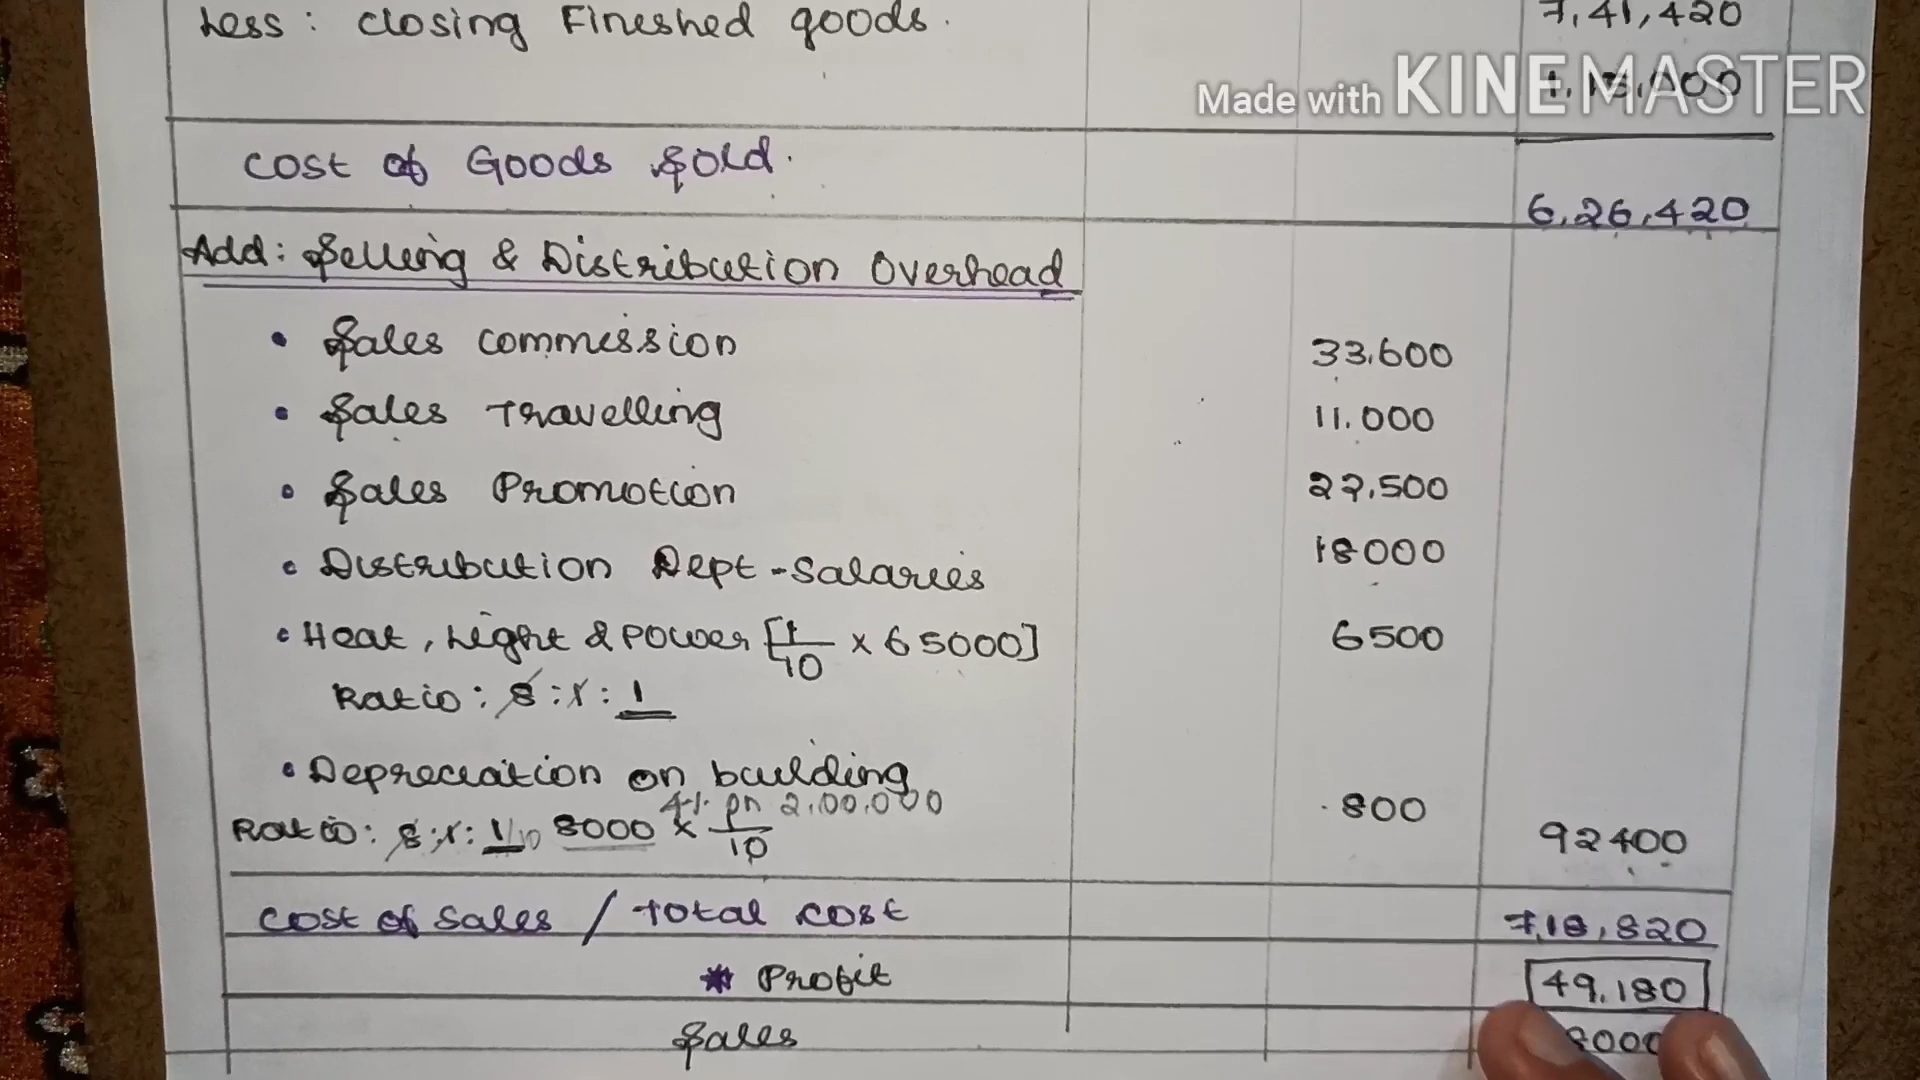 7,41,420
Less: closing Fineshed goods.
Made with KINEMASTER
Cost of Goods Sold.
6,26,420
Add: Selling & Distribution Overhead
• Sales commission 33,600
• Sales Travelling 11.000
• Sales Promotion 22,500
• Distribution Dept-Salaries 18000
• Heat, Light & Power [1/10 × 65000] 6500
Ratio: 8:1:1
• Depreciation on building 800
4% on 2,00,000
Ratio: 8:1:1/10 8000 × 1/10 92400
Cost of Sales / Total cost 7,18,820
* Profit 49,180
Sales